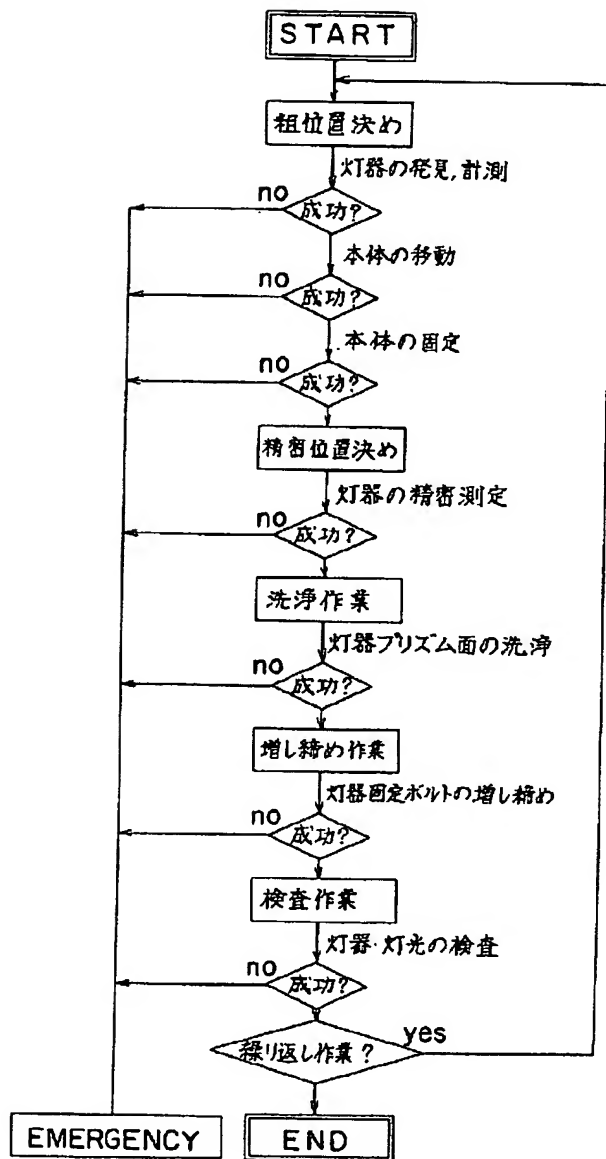 START
粗位置決め
灯器の発見,計測
no
成功?
本体の移動
no
成功?
本体の固定
no
成功?
精密位置決め
灯器の精密測定
no
成功?
洗浄作業
灯器プリズム面の洗浄
no
成功?
増し締め作業
灯器固定ボルトの増し締め
no
成功?
検査作業
灯器・灯光の検査
no
成功?
繰り返し作業?
yes
EMERGENCY
END